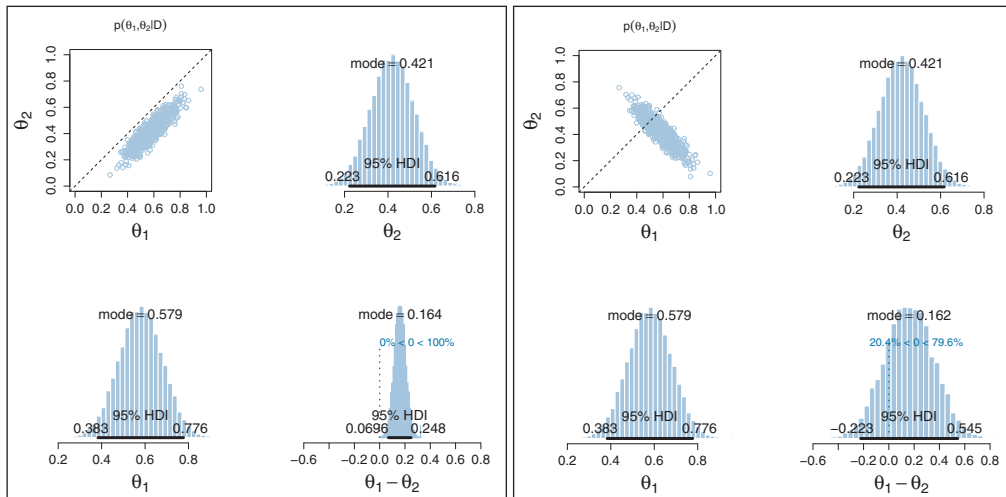 p(θ₁,θ₂|D)
θ₂
0.0 0.2 0.4 0.6 0.8 1.0
0.0 0.2 0.4 0.6 0.8 1.0
θ₁
mode = 0.421
95% HDI
0.223 0.616
0.2 0.4 0.6 0.8
θ₂
mode = 0.579
95% HDI
0.383 0.776
0.2 0.4 0.6 0.8
θ₁
mode = 0.164
0% < 0 < 100%
95% HDI
0.0696 0.248
−0.6 −0.2 0.0 0.2 0.4 0.6 0.8
θ₁ − θ₂
p(θ₁,θ₂|D)
θ₂
0.0 0.2 0.4 0.6 0.8 1.0
0.0 0.2 0.4 0.6 0.8 1.0
θ₁
mode = 0.421
95% HDI
0.223 0.616
0.2 0.4 0.6 0.8
θ₂
mode = 0.579
95% HDI
0.383 0.776
0.2 0.4 0.6 0.8
θ₁
mode = 0.162
20.4% < 0 < 79.6%
95% HDI
−0.223 0.545
−0.6 −0.2 0.0 0.2 0.4 0.6 0.8
θ₁ − θ₂